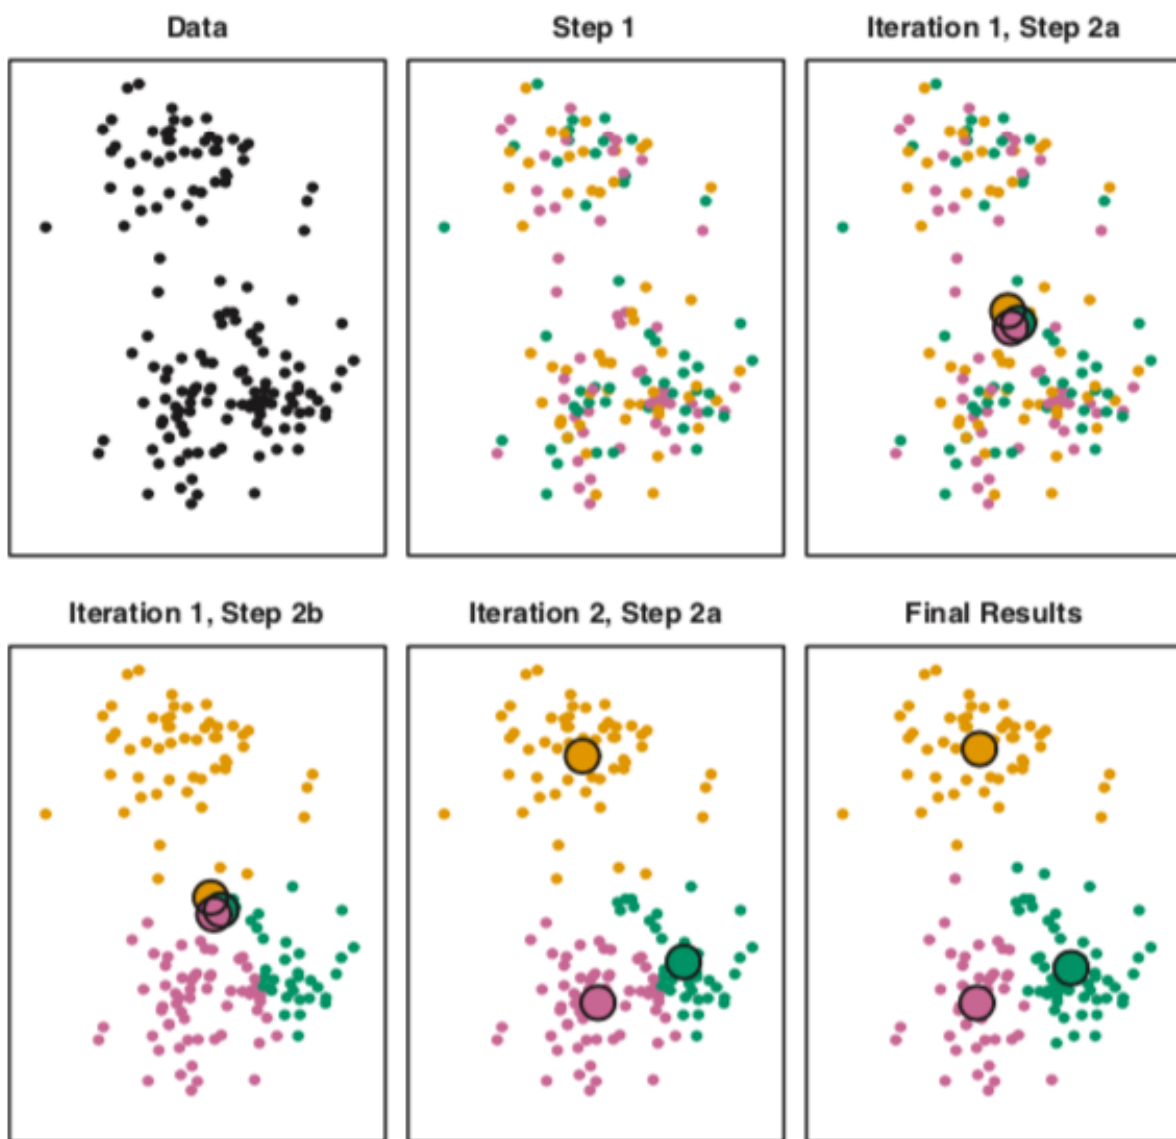 Data
Step 1
Iteration 1, Step 2a
Iteration 1, Step 2b
Iteration 2, Step 2a
Final Results